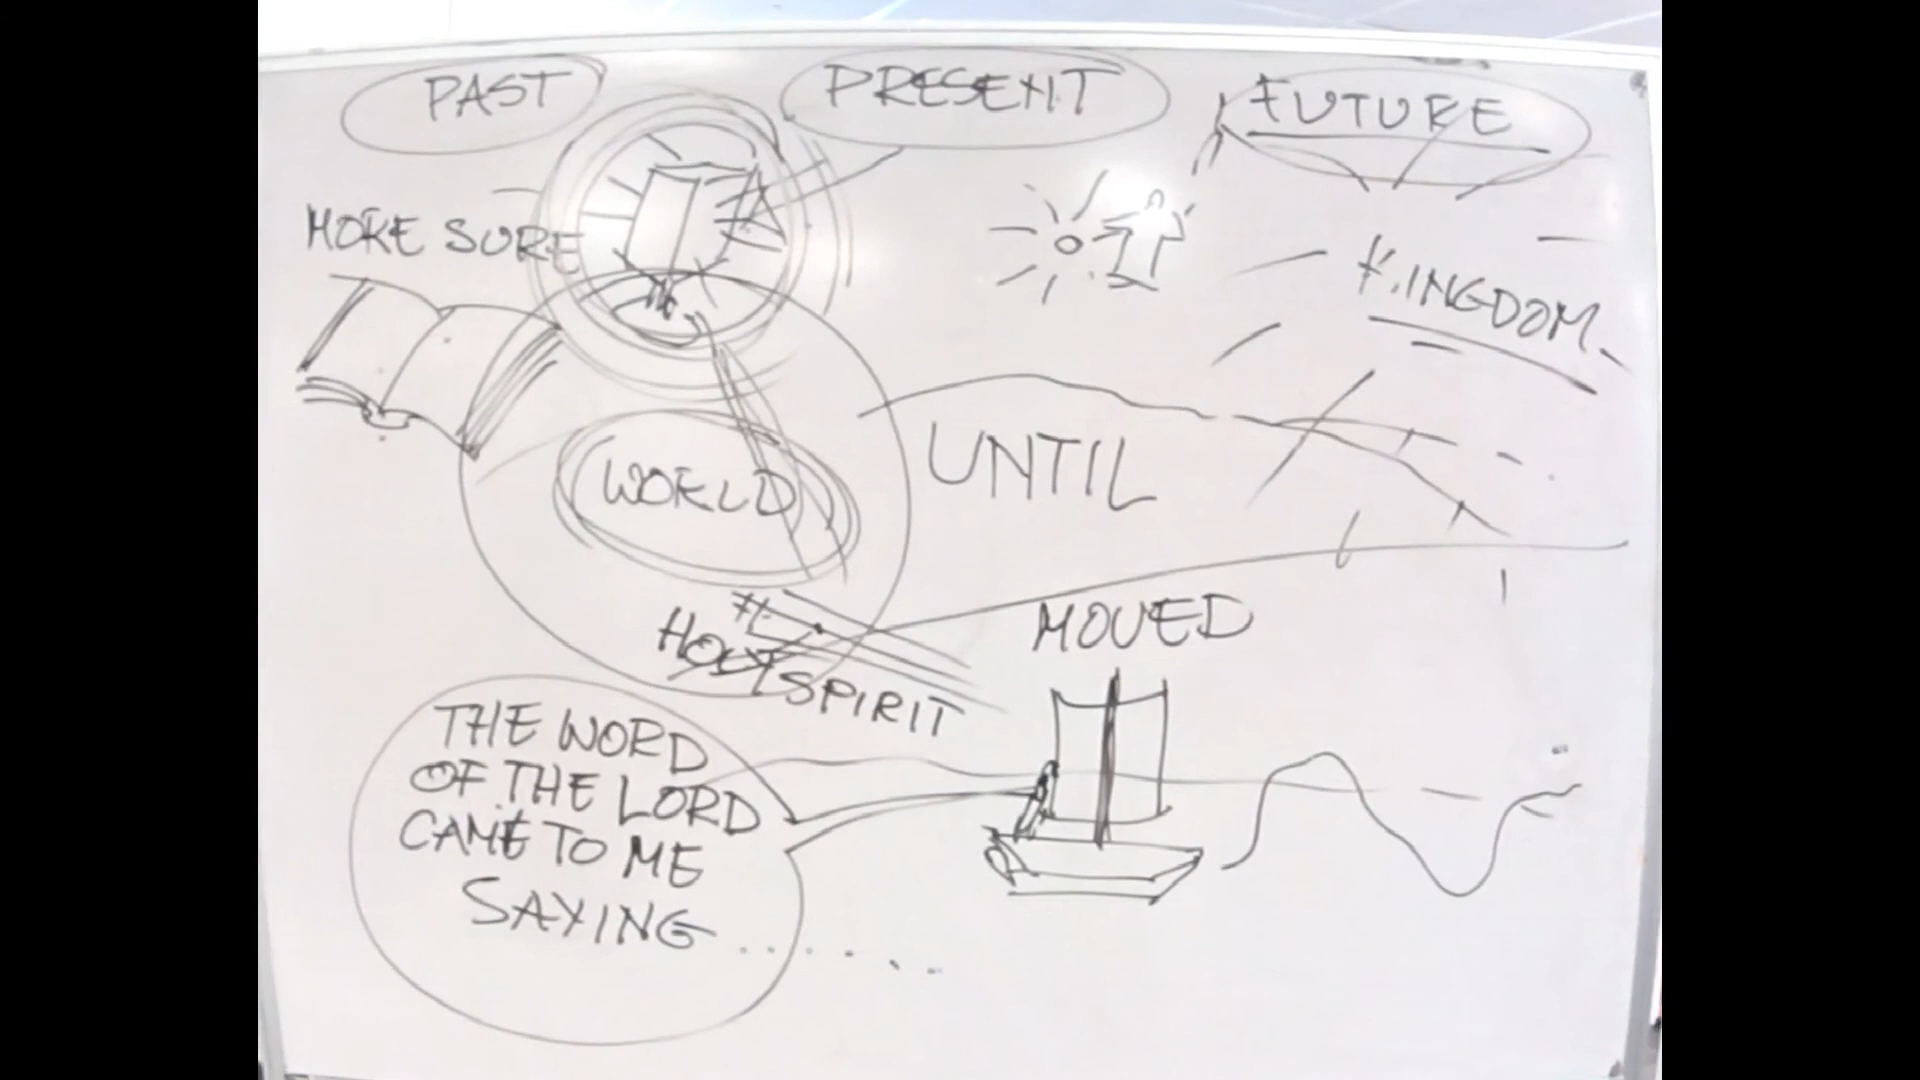 PAST
PRESENT
FUTURE
MORE SURE
KINGDOM
UNTIL
WORLD
MOVED
HOLY SPIRIT
THE WORD
OF THE LORD
CAME TO ME
SAYING.......